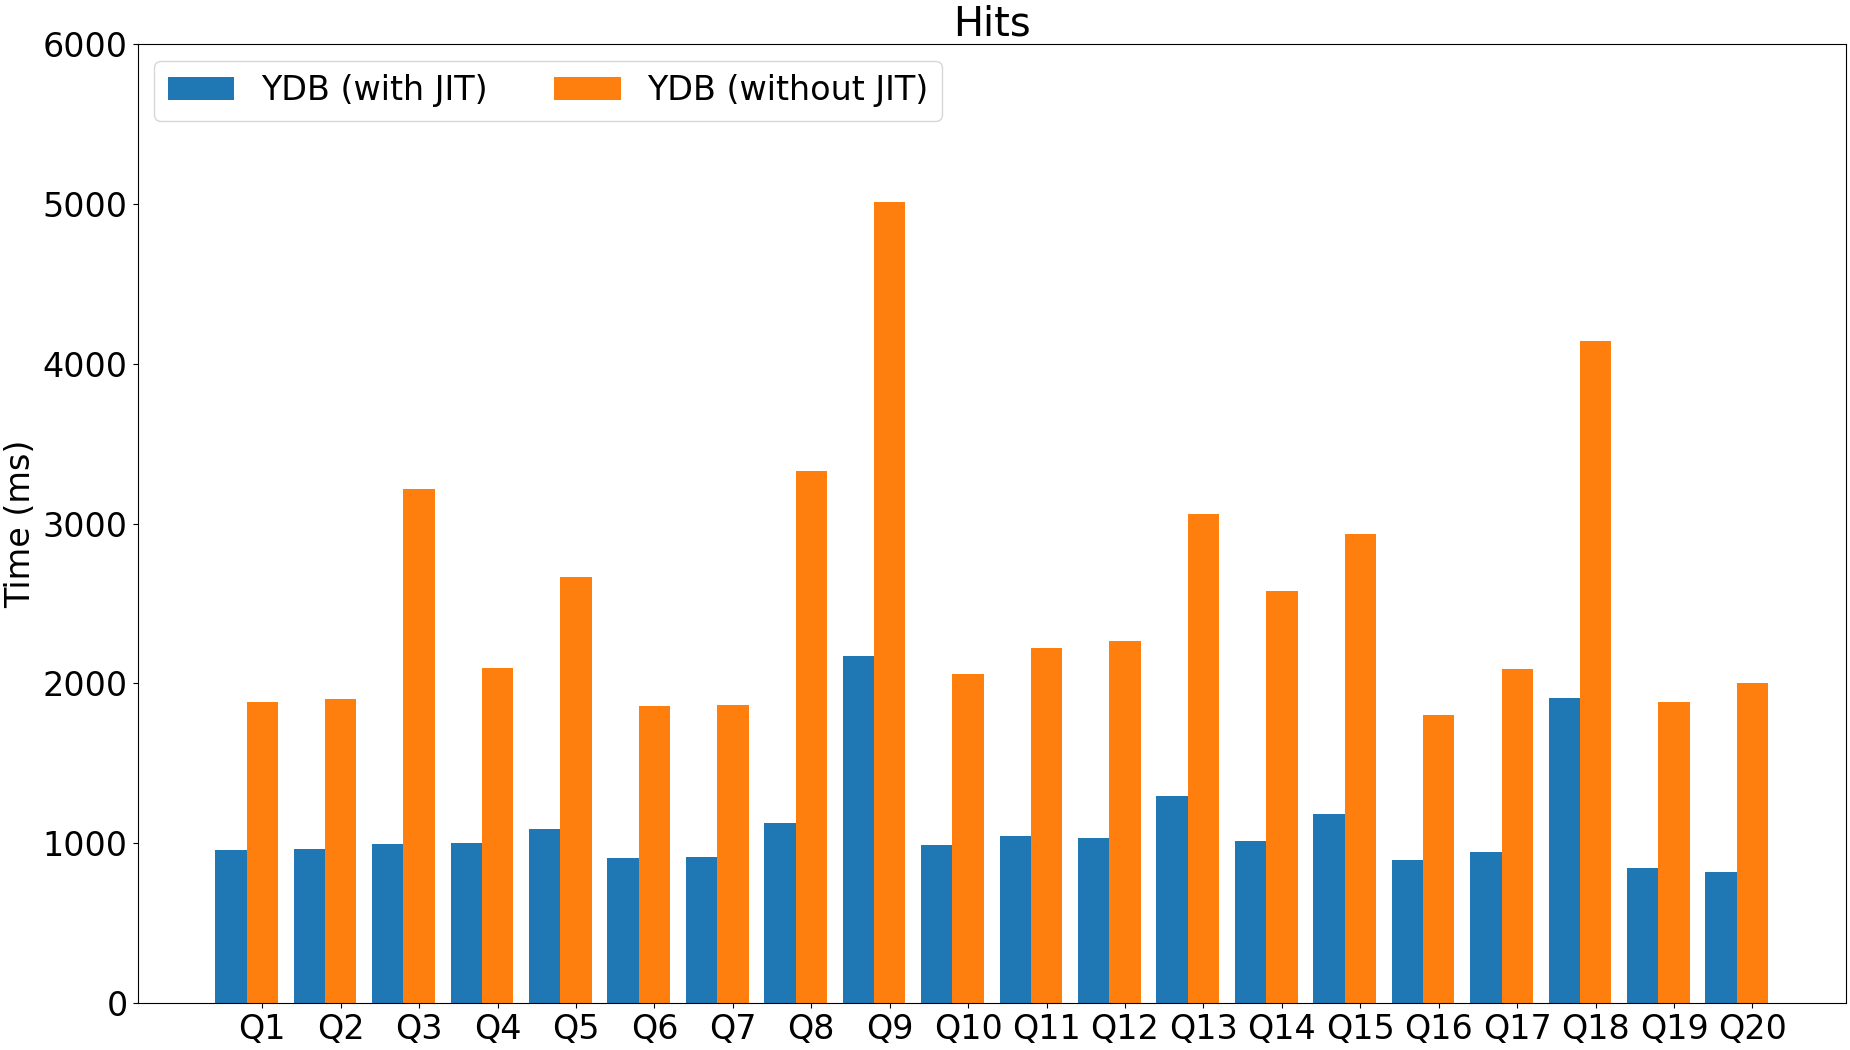 Hits
YDB (with JIT) YDB (without JIT)
Time (ms)
6000
5000
4000
3000
2000
1000
0
Q1 Q2 Q3 Q4 Q5 Q6 Q7 Q8 Q9 Q10 Q11 Q12 Q13 Q14 Q15 Q16 Q17 Q18 Q19 Q20